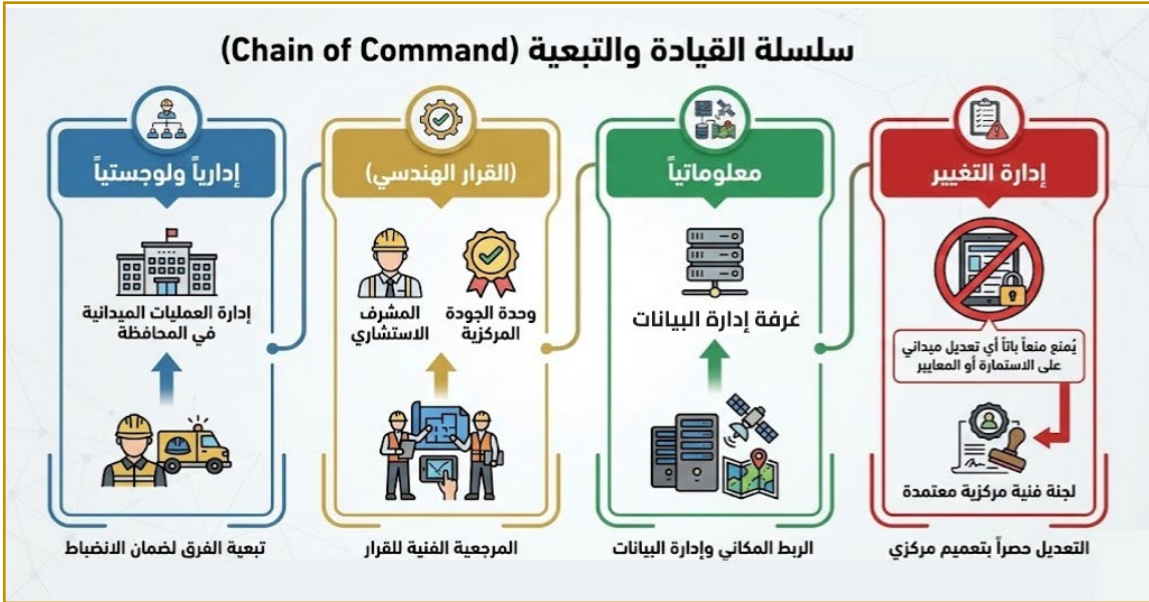 سلسلة القيادة والتبعية (Chain of Command)
إدارة التغيير
يُمنع منعاً باتاً أي تعديل ميداني
على الاستمارة أو المعايير
لجنة فنية مركزية معتمدة
التعديل حصراً بتعميم مركزي
معلوماتياً
غرفة إدارة البيانات
الربط المكاني وإدارة البيانات
(القرار الهندسي)
وحدة الجودة
المركزية
المشرف
الاستشاري
المرجعية الفنية للقرار
إدارياً ولوجستياً
إدارة العمليات الميدانية
في المحافظة
تبعية الفرق لضمان الانضباط